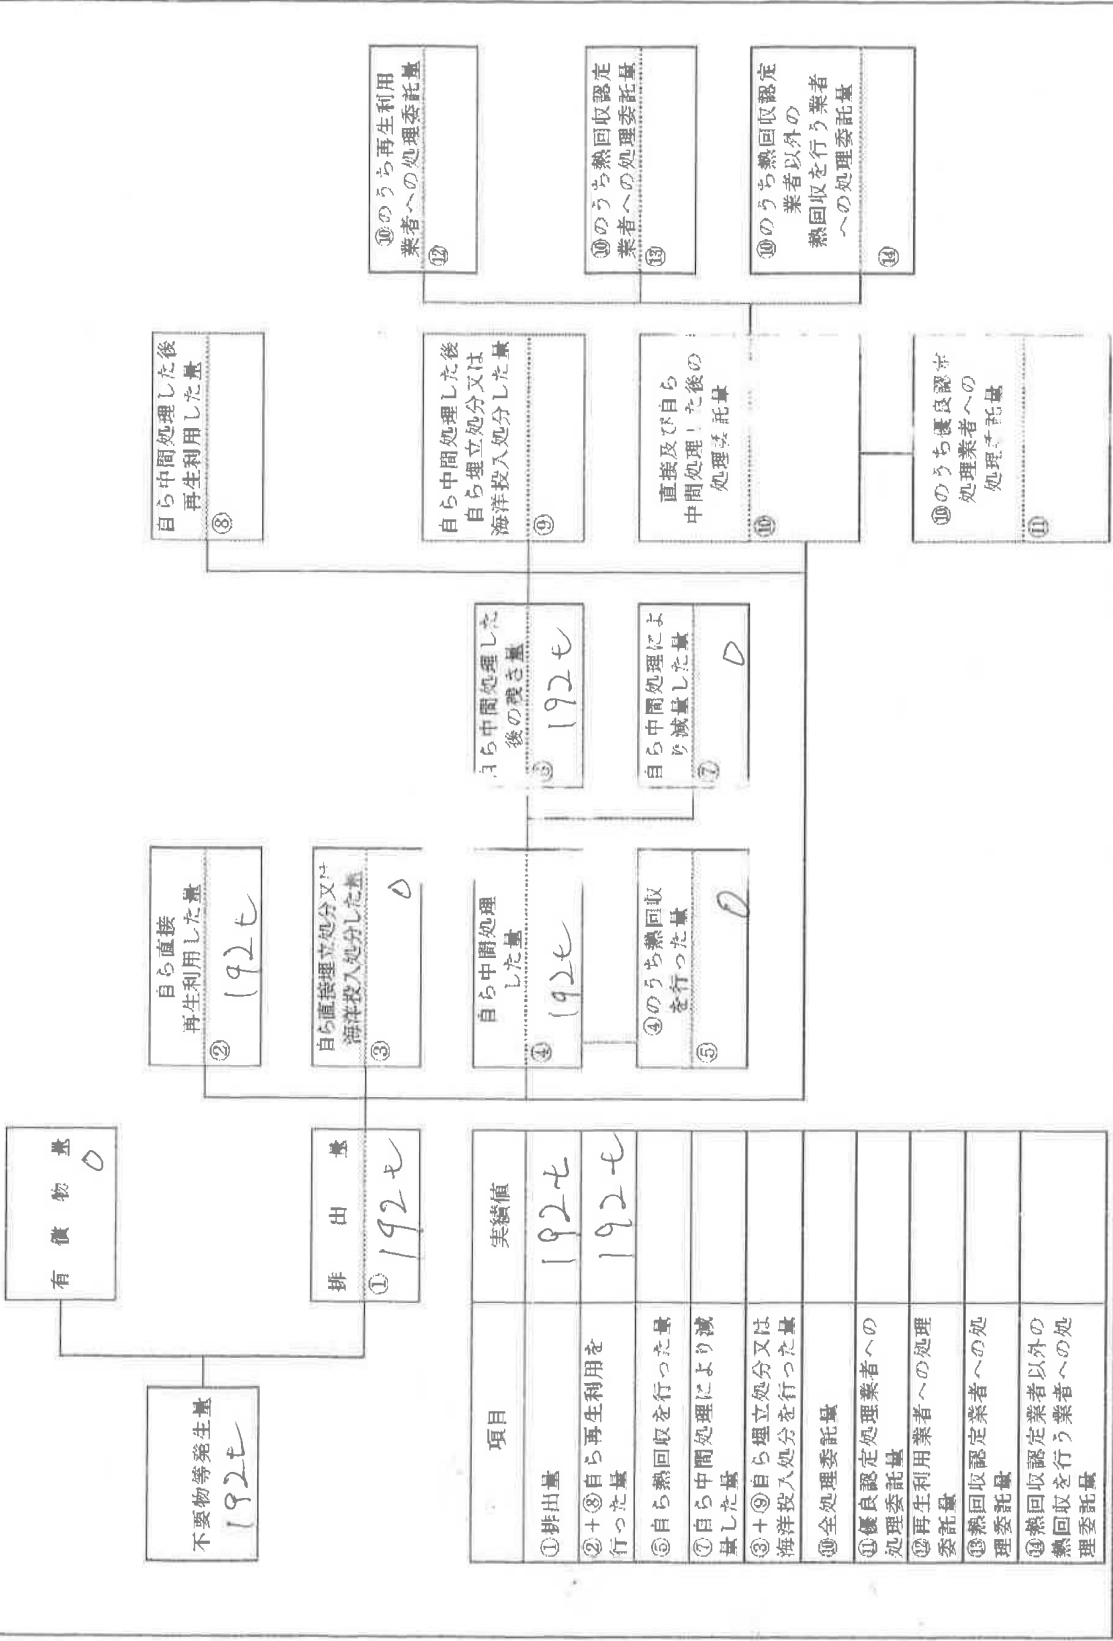 有償物量
0
不要物等発生量
192t
排出量
① 192t
自ら直接
再生利用した量
② 192t
自ら直接埋立処分又は
海洋投入処分した量
③ 0
自ら中間処理
した量
④ 192t
④のうち熱回収
を行った量
⑤ 0
自ら中間処理した
後の残さ量
⑥ 192t
自ら中間処理によ
り減量した量
⑦ 0
自ら中間処理した後
再生利用した量
⑧
自ら中間処理した後
自ら埋立処分又は
海洋投入処分した量
⑨
直接及び自ら
中間処理した後の
処理委託量
⑩
⑩のうち優良認定
処理業者への
処理委託量
⑪
⑩のうち再生利用
業者への処理委託量
⑫
⑩のうち熱回収認定
業者への処理委託量
⑬
⑩のうち熱回収認定
業者以外の
熱回収を行う業者
への処理委託量
⑭
項目 実績値
①排出量 192t
②+⑧自ら再生利用を
行った量 192t
⑤自ら熱回収を行った量
⑦自ら中間処理により減
量した量
③+⑨自ら埋立処分又は
海洋投入処分を行った量
⑩全処理委託量
⑪優良認定処理業者への
処理委託量
⑫再生利用業者への処理
委託量
⑬熱回収認定業者への処
理委託量
⑭熱回収認定業者以外の
熱回収を行う業者への処
理委託量